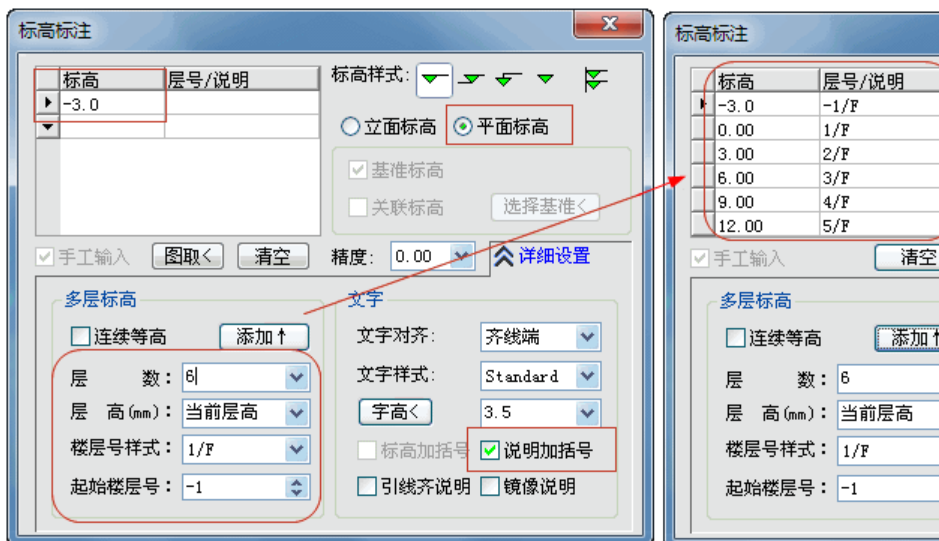 标高标注
标高 层号/说明
-3.0
标高样式:
立面标高 平面标高
基准标高
关联标高 选择基准<
手工输入 图取< 清空 精度: 0.00 详细设置
多层标高
连续等高 添加↑
层 数: 6
层 高(mm): 当前层高
楼层号样式: 1/F
起始楼层号: -1
文字
文字对齐: 齐线端
文字样式: Standard
字高< 3.5
标高加括号 说明加括号
引线齐说明 镜像说明
标高标注
标高 层号/说明
-3.0 -1/F
0.00 1/F
3.00 2/F
6.00 3/F
9.00 4/F
12.00 5/F
手工输入 清空
多层标高
连续等高 添加↑
层 数: 6
层 高(mm): 当前层高
楼层号样式: 1/F
起始楼层号: -1